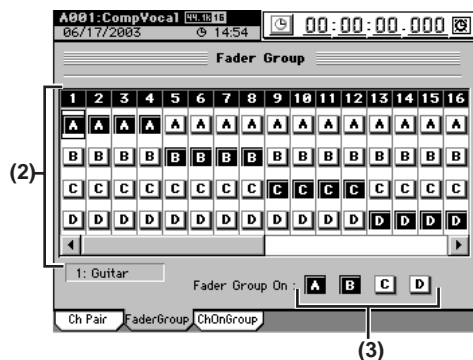 A001:CompVocal 44.1k 16
06/17/2003 14:54
00:00:00.000
Fader Group
1 2 3 4 5 6 7 8 9 10 11 12 13 14 15 16
A A A A A A A A A A A A A A A A
B B B B B B B B B B B B B B B B
(2)
C C C C C C C C C C C C C C C C
D D D D D D D D D D D D D D D D
1: Guitar
Fader Group On : A B C D
Ch Pair FaderGroup ChOnGroup
(3)